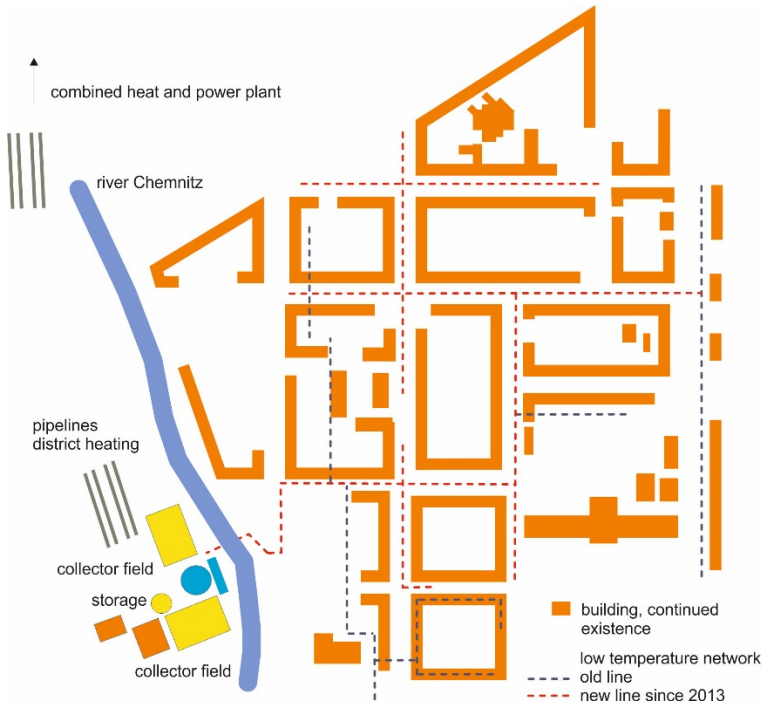 combined heat and power plant
river Chemnitz
pipelines
district heating
collector field
storage
collector field
building, continued
existence
low temperature network
old line
new line since 2013